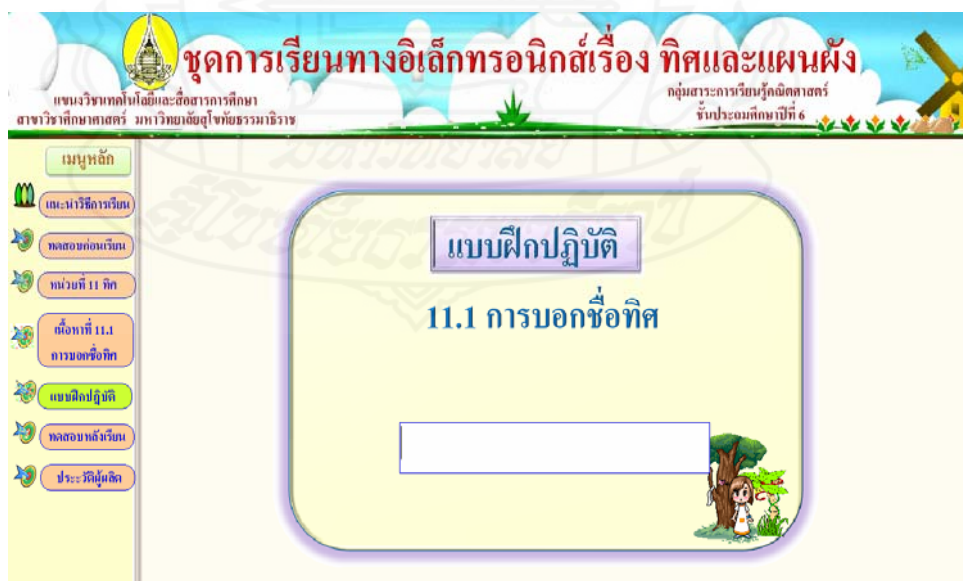 ชุดการเรียนทางอิเล็กทรอนิกส์เรื่อง ทิศและแผนผัง
แขนงวิชาเทคโนโลยีและสื่อสารการศึกษา
สาขาวิชาศึกษาศาสตร์ มหาวิทยาลัยสุโขทัยธรรมาธิราช
กลุ่มสาระการเรียนรู้คณิตศาสตร์
ชั้นประถมศึกษาปีที่ 6
เมนูหลัก
แนะนำวิธีการเรียน
ทดสอบก่อนเรียน
หน่วยที่ 11 ทิศ
เนื้อหาที่ 11.1
การบอกชื่อทิศ
แบบฝึกปฏิบัติ
ทดสอบหลังเรียน
ประะวัติผู้ผลิต
แบบฝึกปฏิบัติ
11.1 การบอกชื่อทิศ